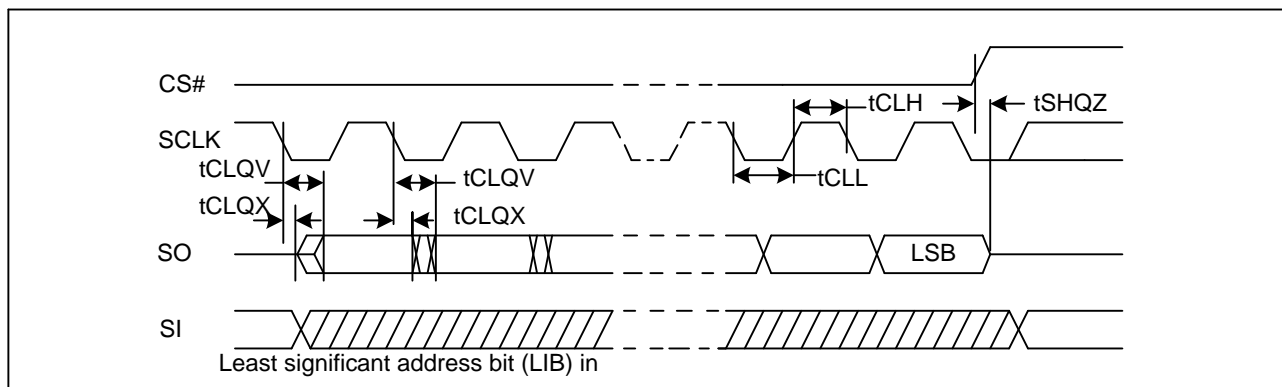 CS#
tCLH
tSHQZ
SCLK
tCLQV
tCLQV
tCLL
tCLQX
tCLQX
SO
LSB
SI
Least significant address bit (LIB) in